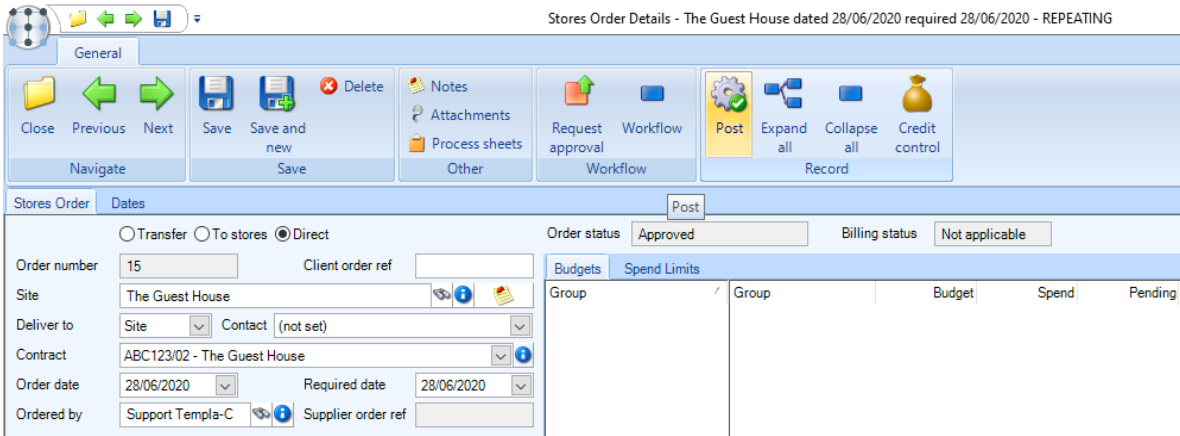 Stores Order Details - The Guest House dated 28/06/2020 required 28/06/2020 - REPEATING
General
Close Previous Next Save Save and new Delete Notes Attachments Process sheets Request approval Workflow Post Expand all Collapse all Credit control
Navigate Save Other Workflow Record
Stores Order Dates
Post
Transfer To stores Direct Order status Approved Billing status Not applicable
Order number 15 Client order ref
Budgets Spend Limits
Site The Guest House
Group Group Budget Spend Pending
Deliver to Site Contact (not set)
Contract ABC123/02 - The Guest House
Order date 28/06/2020 Required date 28/06/2020
Ordered by Support Templa-C Supplier order ref